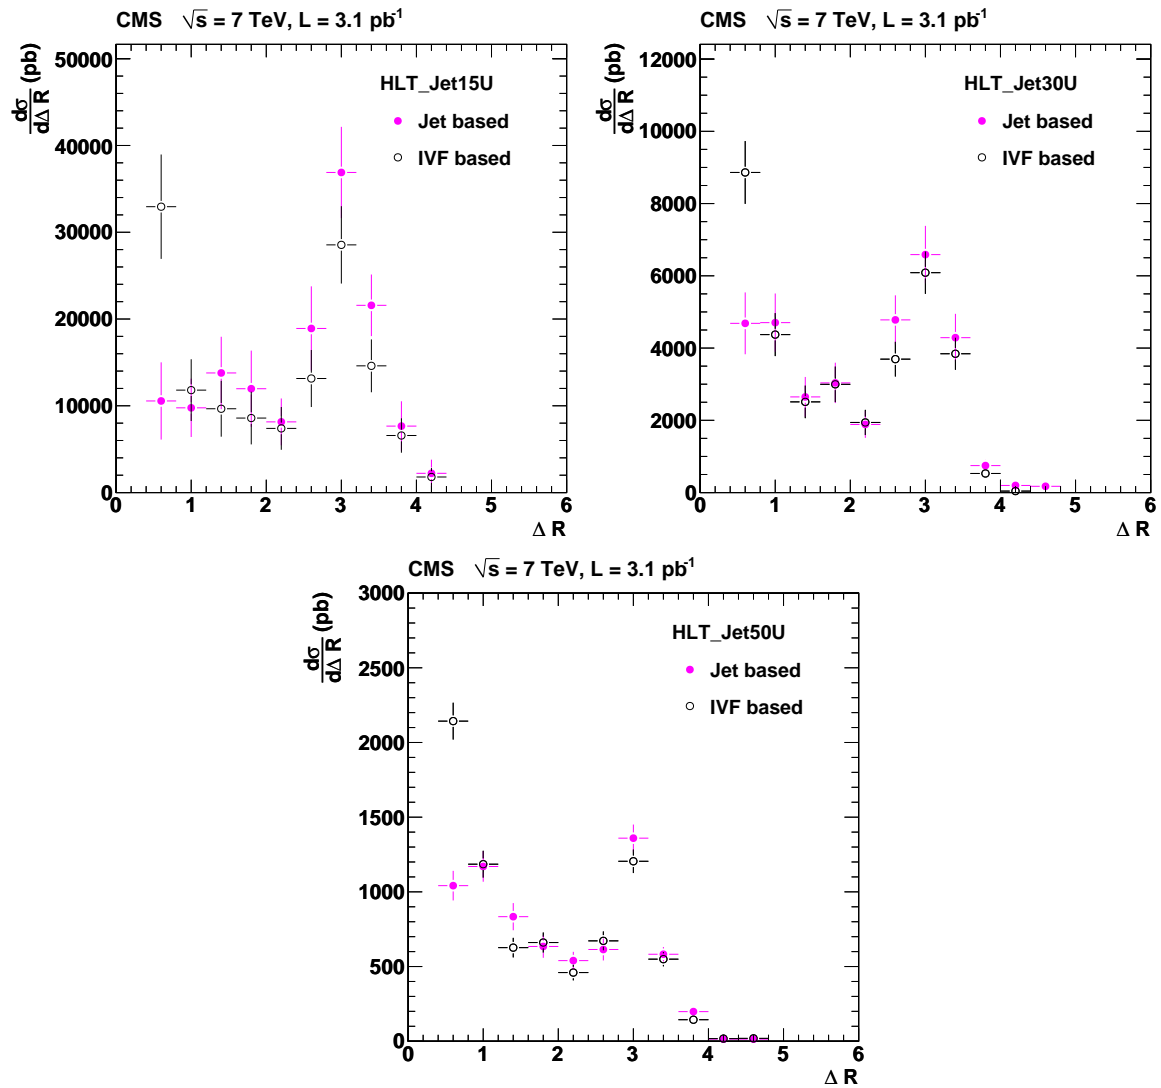 CMS √s = 7 TeV, L = 3.1 pb⁻¹
dσ/dΔR (pb)
50000
40000
30000
20000
10000
0
HLT_Jet15U
Jet based
IVF based
0 1 2 3 4 5 6
Δ R
CMS √s = 7 TeV, L = 3.1 pb⁻¹
dσ/dΔR (pb)
12000
10000
8000
6000
4000
2000
0
HLT_Jet30U
Jet based
IVF based
0 1 2 3 4 5 6
Δ R
CMS √s = 7 TeV, L = 3.1 pb⁻¹
dσ/dΔR (pb)
3000
2500
2000
1500
1000
500
0
HLT_Jet50U
Jet based
IVF based
0 1 2 3 4 5 6
Δ R